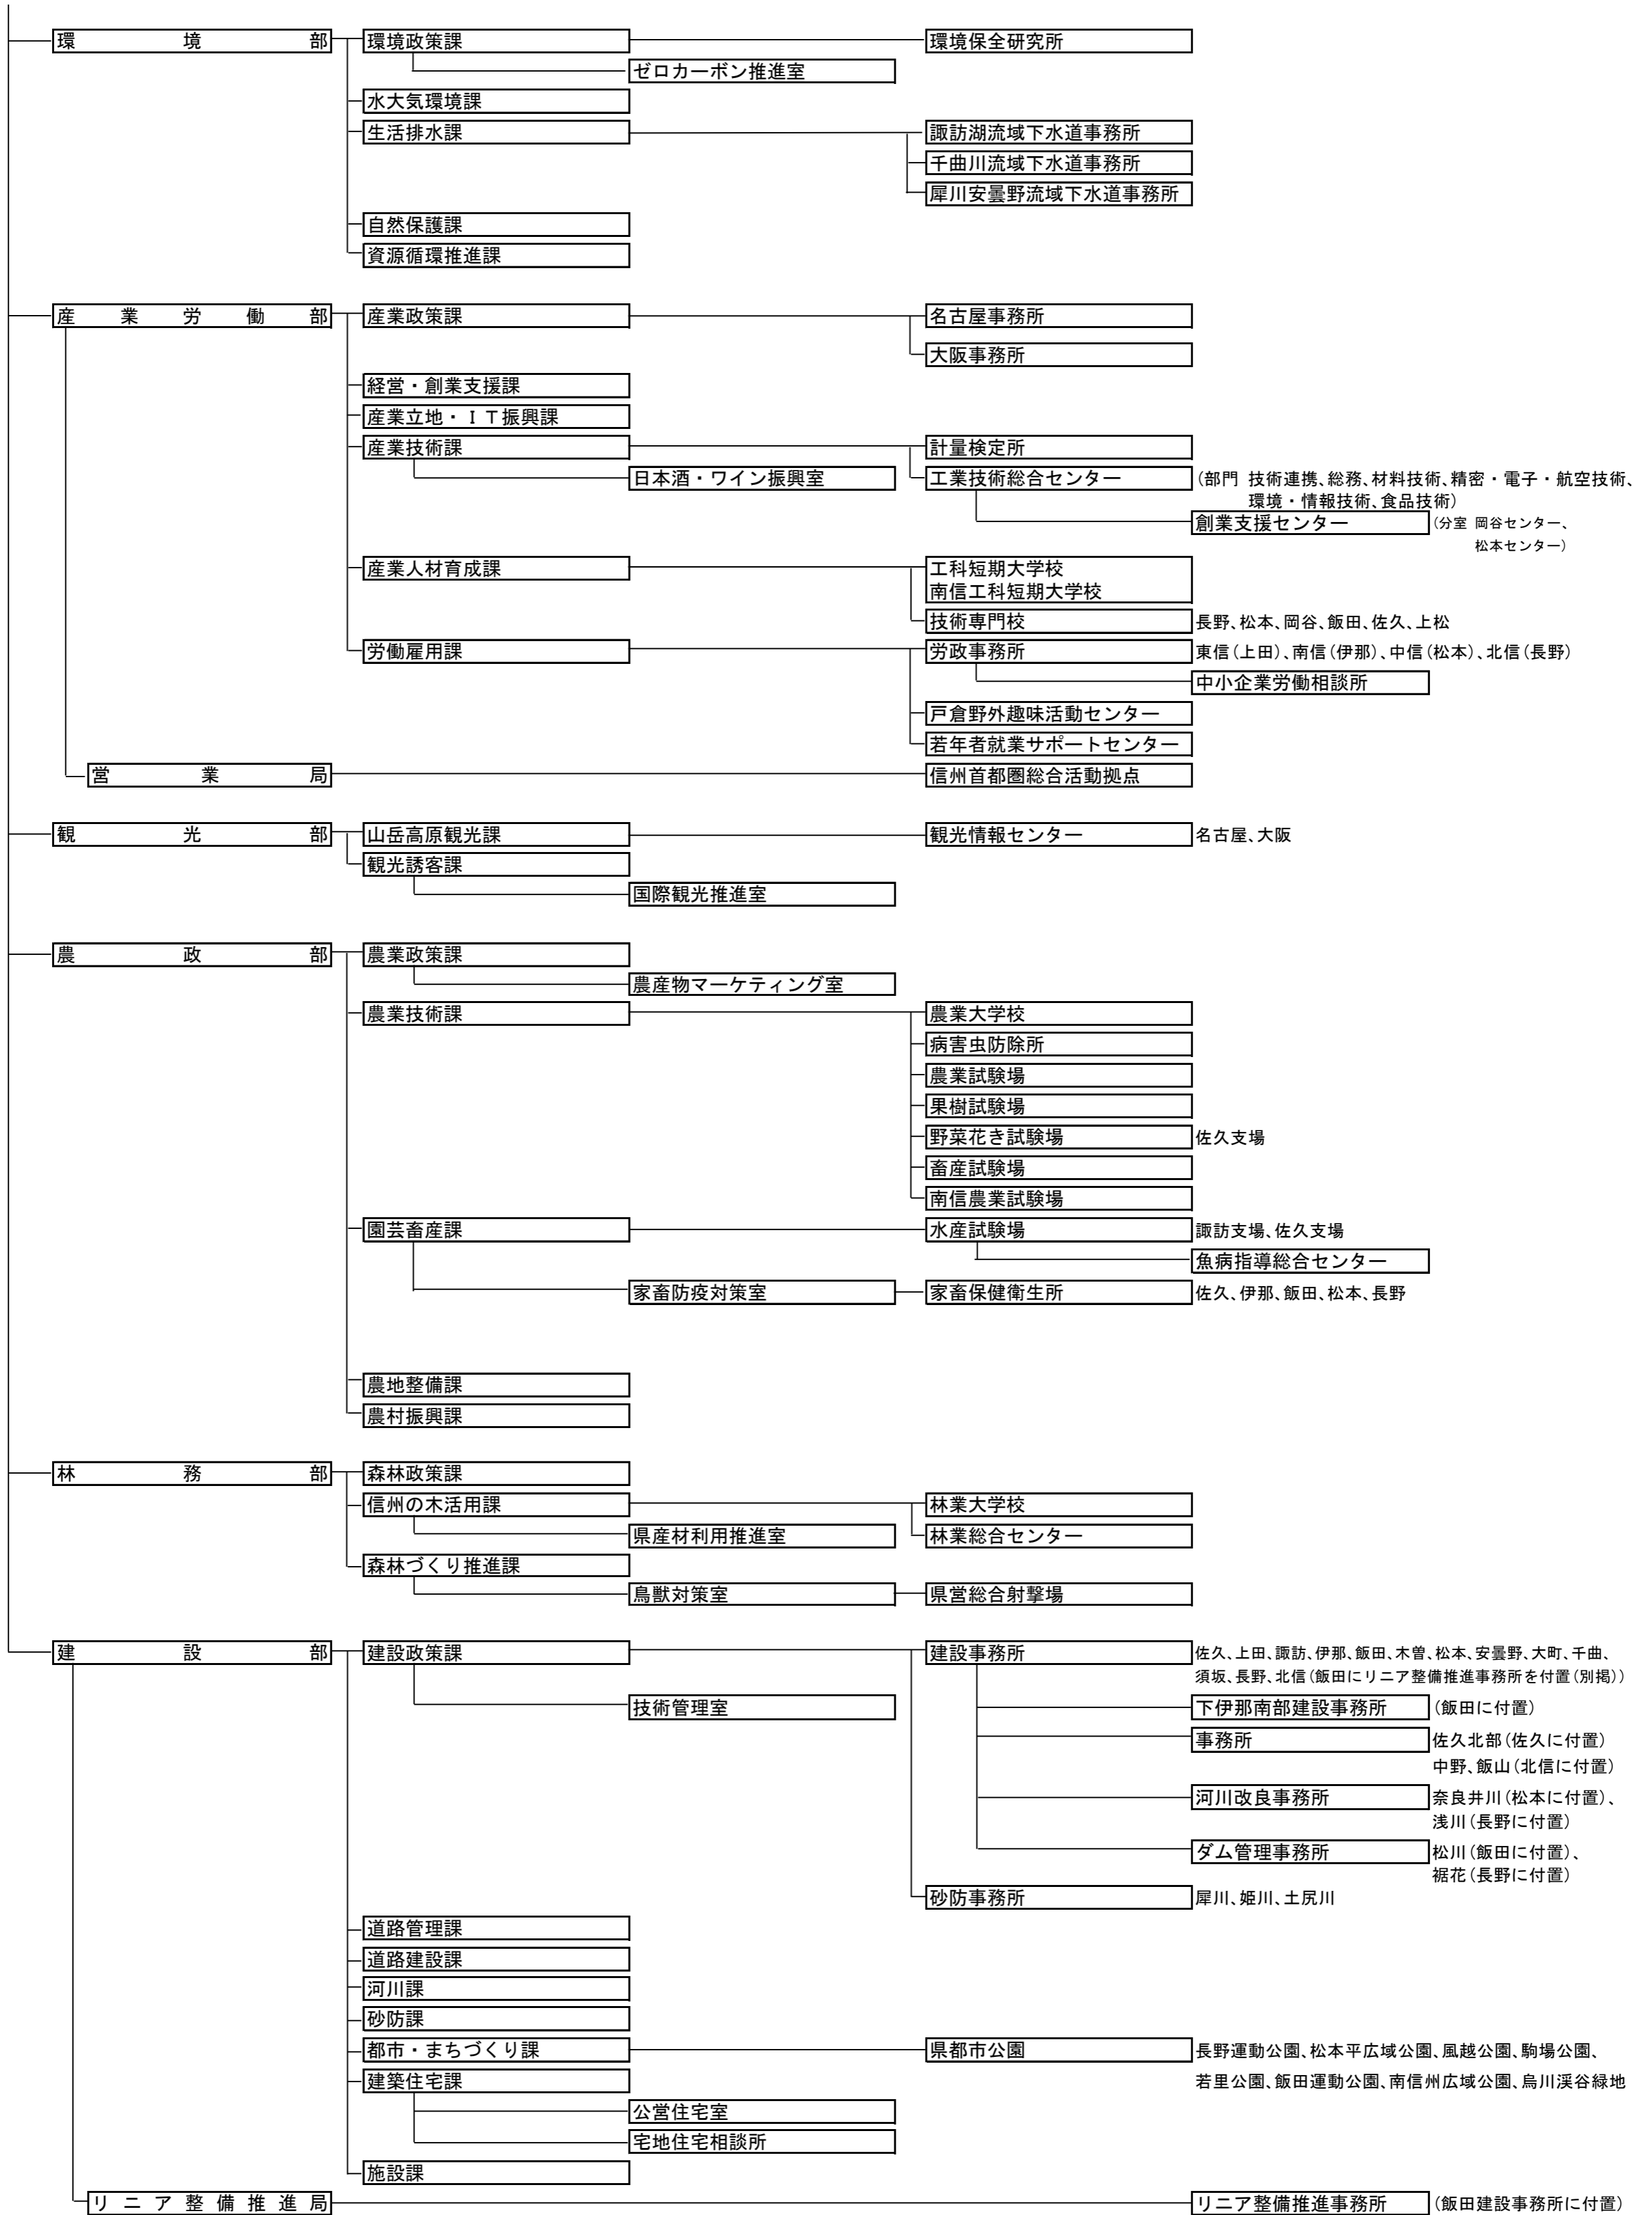 環境部 環境政策課 環境保全研究所
ゼロカーボン推進室
水大気環境課
生活排水課 諏訪湖流域下水道事務所
千曲川流域下水道事務所
犀川安曇野流域下水道事務所
自然保護課
資源循環推進課
産業労働部 産業政策課 名古屋事務所
大阪事務所
経営・創業支援課
産業立地・ＩＴ振興課
産業技術課 計量検定所
日本酒・ワイン振興室 工業技術総合センター (部門 技術連携、総務、材料技術、精密・電子・航空技術、
環境・情報技術、食品技術)
創業支援センター (分室 岡谷センター、
松本センター)
産業人材育成課 工科短期大学校
南信工科短期大学校
技術専門校 長野、松本、岡谷、飯田、佐久、上松
労働雇用課 労政事務所 東信(上田)、南信(伊那)、中信(松本)、北信(長野)
中小企業労働相談所
戸倉野外趣味活動センター
若年者就業サポートセンター
営業局 信州首都圏総合活動拠点
観光部 山岳高原観光課 観光情報センター 名古屋、大阪
観光誘客課
国際観光推進室
農政部 農業政策課
農産物マーケティング室
農業技術課 農業大学校
病害虫防除所
農業試験場
果樹試験場
野菜花き試験場 佐久支場
畜産試験場
南信農業試験場
園芸畜産課 水産試験場 諏訪支場、佐久支場
魚病指導総合センター
家畜防疫対策室 家畜保健衛生所 佐久、伊那、飯田、松本、長野
農地整備課
農村振興課
林務部 森林政策課
信州の木活用課 林業大学校
県産材利用推進室 林業総合センター
森林づくり推進課
鳥獣対策室 県営総合射撃場
建設部 建設政策課 建設事務所 佐久、上田、諏訪、伊那、飯田、木曽、松本、安曇野、大町、千曲、
須坂、長野、北信(飯田にリニア整備推進事務所を付置(別掲))
技術管理室 下伊那南部建設事務所 (飯田に付置)
事務所 佐久北部(佐久に付置)
中野、飯山(北信に付置)
河川改良事務所 奈良井川(松本に付置)、
浅川(長野に付置)
ダム管理事務所 松川(飯田に付置)、
裾花(長野に付置)
砂防事務所 犀川、姫川、土尻川
道路管理課
道路建設課
河川課
砂防課
都市・まちづくり課 県都市公園 長野運動公園、松本平広域公園、風越公園、駒場公園、
建築住宅課 若里公園、飯田運動公園、南信州広域公園、烏川渓谷緑地
公営住宅室
宅地住宅相談所
施設課
リニア整備推進局 リニア整備推進事務所 (飯田建設事務所に付置)